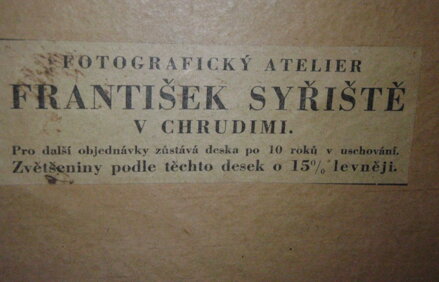 FOTOGRAFICKÝ ATELIER
FRANTIŠEK SYŘIŠTĚ
V CHRUDIMI.
Pro další objednávky zůstává deska po 10 roků v uschování.
Zvětšeniny podle těchto desek o 15% levněji.